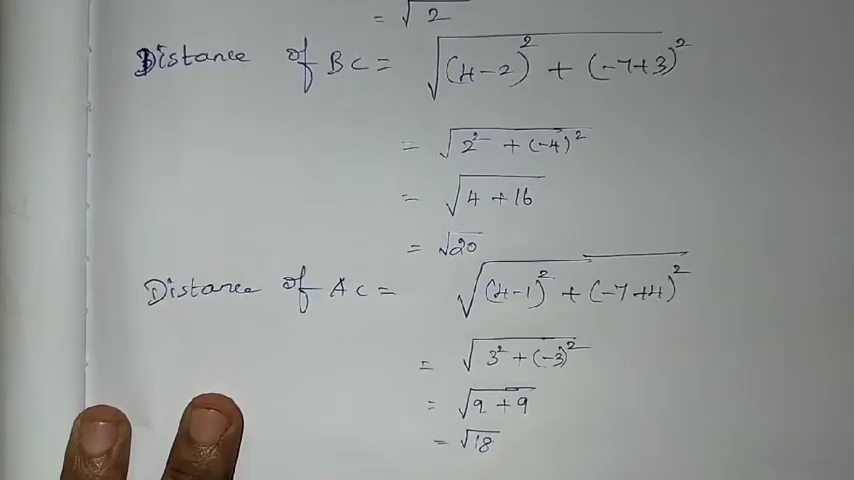 = √2
Distance of BC = √(4-2)² + (-7+3)²
= √2² + (-4)²
= √4 + 16
= √20
Distance of AC = √(4-1)² + (-7+4)²
= √3² + (-3)²
= √9 + 9
= √18